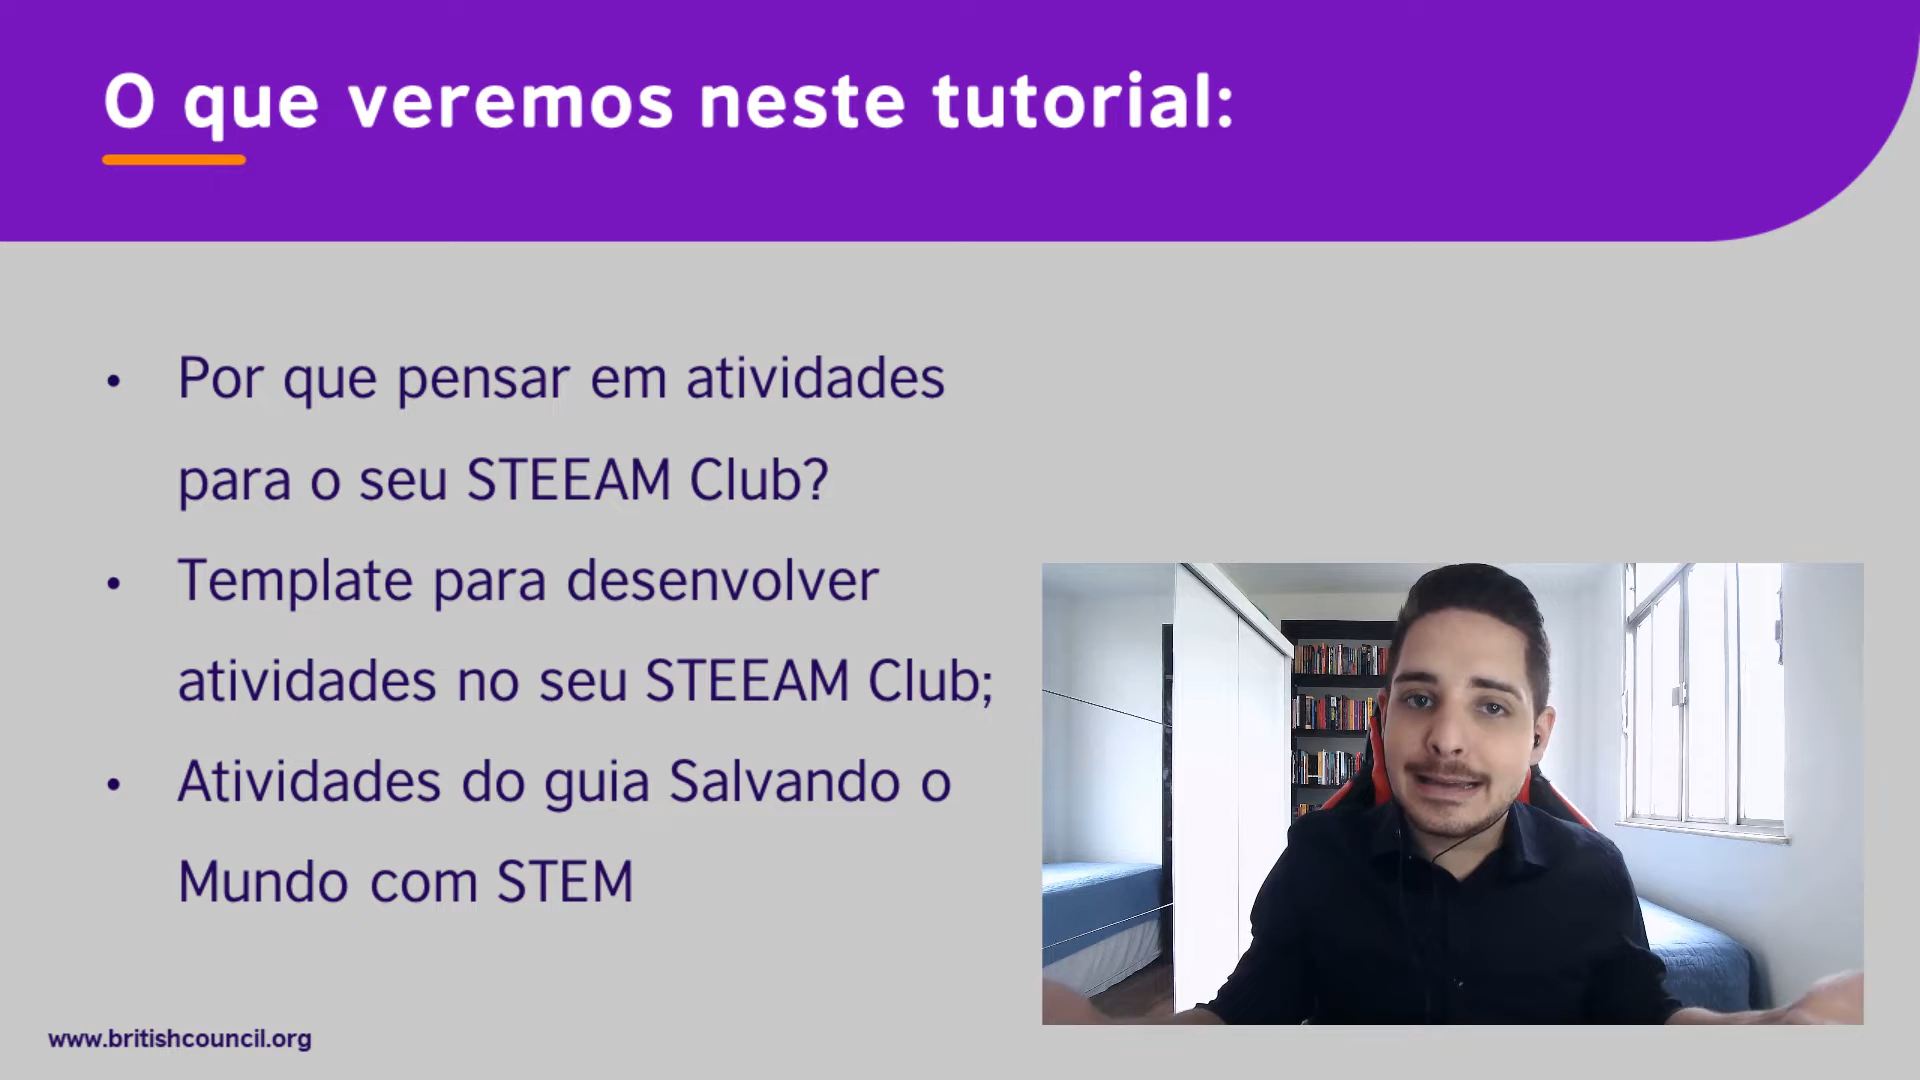 O que veremos neste tutorial:
• Por que pensar em atividades
para o seu STEEAM Club?
• Template para desenvolver
atividades no seu STEEAM Club;
• Atividades do guia Salvando o
Mundo com STEM
www.britishcouncil.org